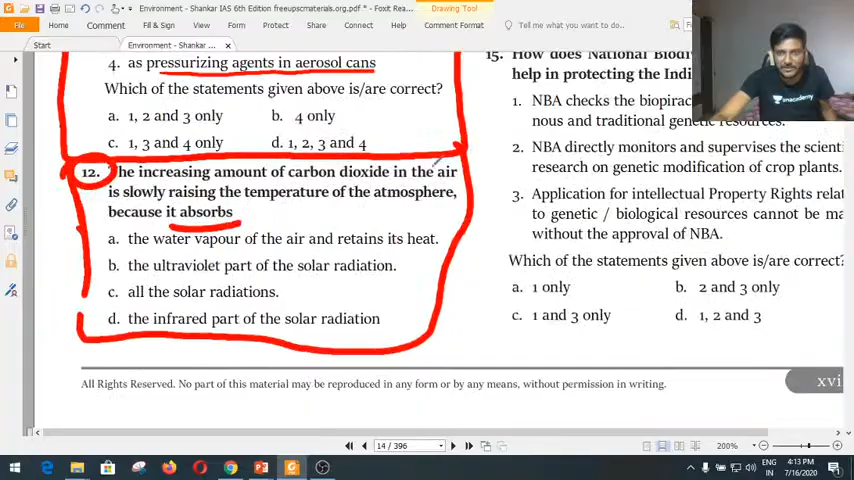 Environment - Shankar IAS 6th Edition freeupscmaterials.org.pdf * - Foxit Rea...
Drawing Tool
File
Home
Comment
Fill & Sign
View
Form
Protect
Share
Connect
Help
Extras
Comment Format
Tell me what you want to do...
Start
Environment - Shankar ...
4. as pressurizing agents in aerosol cans
Which of the statements given above is/are correct?
a. 1, 2 and 3 only b. 4 only
c. 1, 3 and 4 only d. 1, 2, 3 and 4
12. The increasing amount of carbon dioxide in the air
is slowly raising the temperature of the atmosphere,
because it absorbs
a. the water vapour of the air and retains its heat.
b. the ultraviolet part of the solar radiation.
c. all the solar radiations.
d. the infrared part of the solar radiation
15. How does National Biodi
help in protecting the Indi
1. NBA checks the biopirac
nous and traditional genetic resources.
2. NBA directly monitors and supervises the scienti
research on genetic modification of crop plants.
3. Application for intellectual Property Rights relat
to genetic / biological resources cannot be ma
without the approval of NBA.
Which of the statements given above is/are correct?
a. 1 only b. 2 and 3 only
c. 1 and 3 only d. 1, 2 and 3
unacademy
All Rights Reserved. No part of this material may be reproduced in any form or by any means, without permission in writing.
xvi
14 / 396
200%
ENG
IN
4:13 PM
7/16/2020